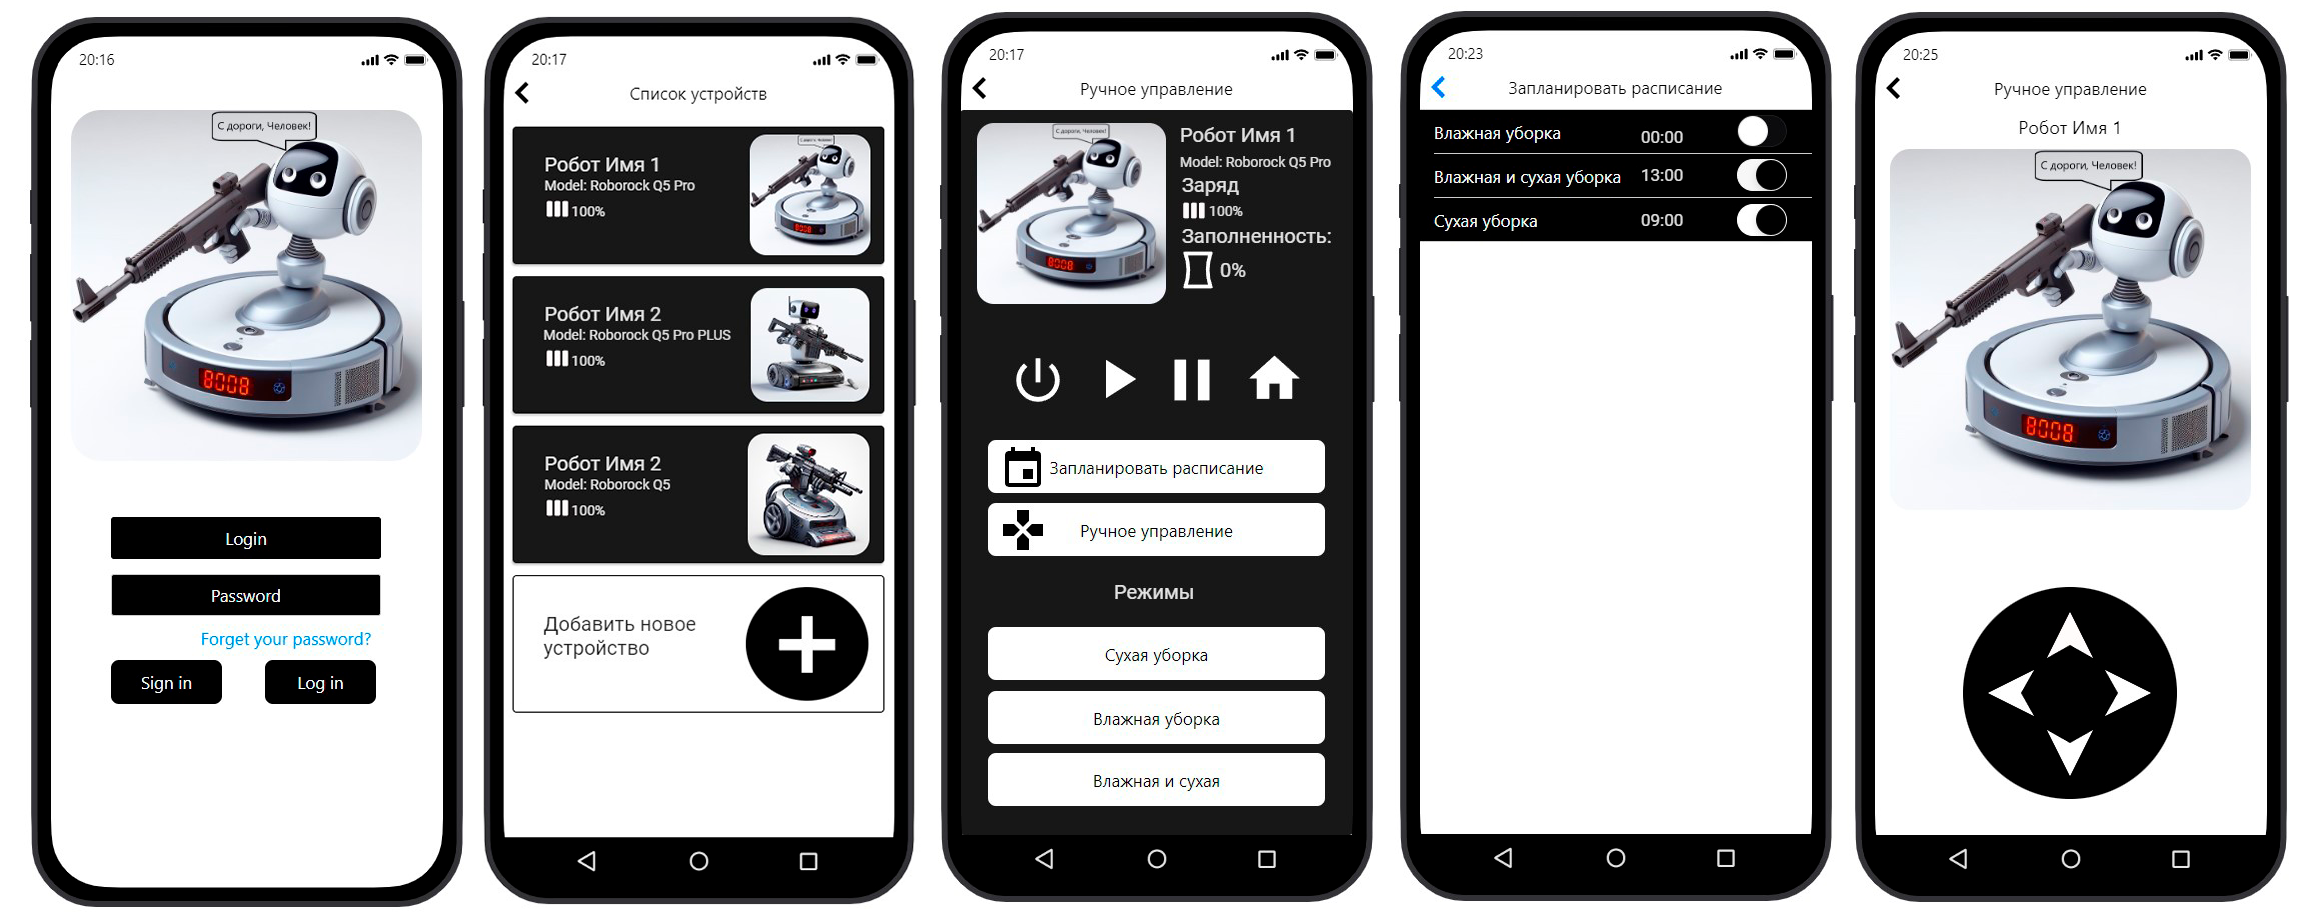 20:16
С дороги, Человек!
8008
Login
Password
Forget your password?
Sign in
Log in
20:17
Список устройств
Робот Имя 1
Model: Roborock Q5 Pro
100%
Робот Имя 2
Model: Roborock Q5 Pro PLUS
100%
Робот Имя 2
Model: Roborock Q5
100%
Добавить новое
устройство
20:17
Ручное управление
С дороги, Человек!
8008
Робот Имя 1
Model: Roborock Q5 Pro
Заряд
100%
Заполненность:
0%
Запланировать расписание
Ручное управление
Режимы
Сухая уборка
Влажная уборка
Влажная и сухая
20:23
Запланировать расписание
Влажная уборка 00:00
Влажная и сухая уборка 13:00
Сухая уборка 09:00
20:25
Ручное управление
Робот Имя 1
С дороги, Человек!
8008